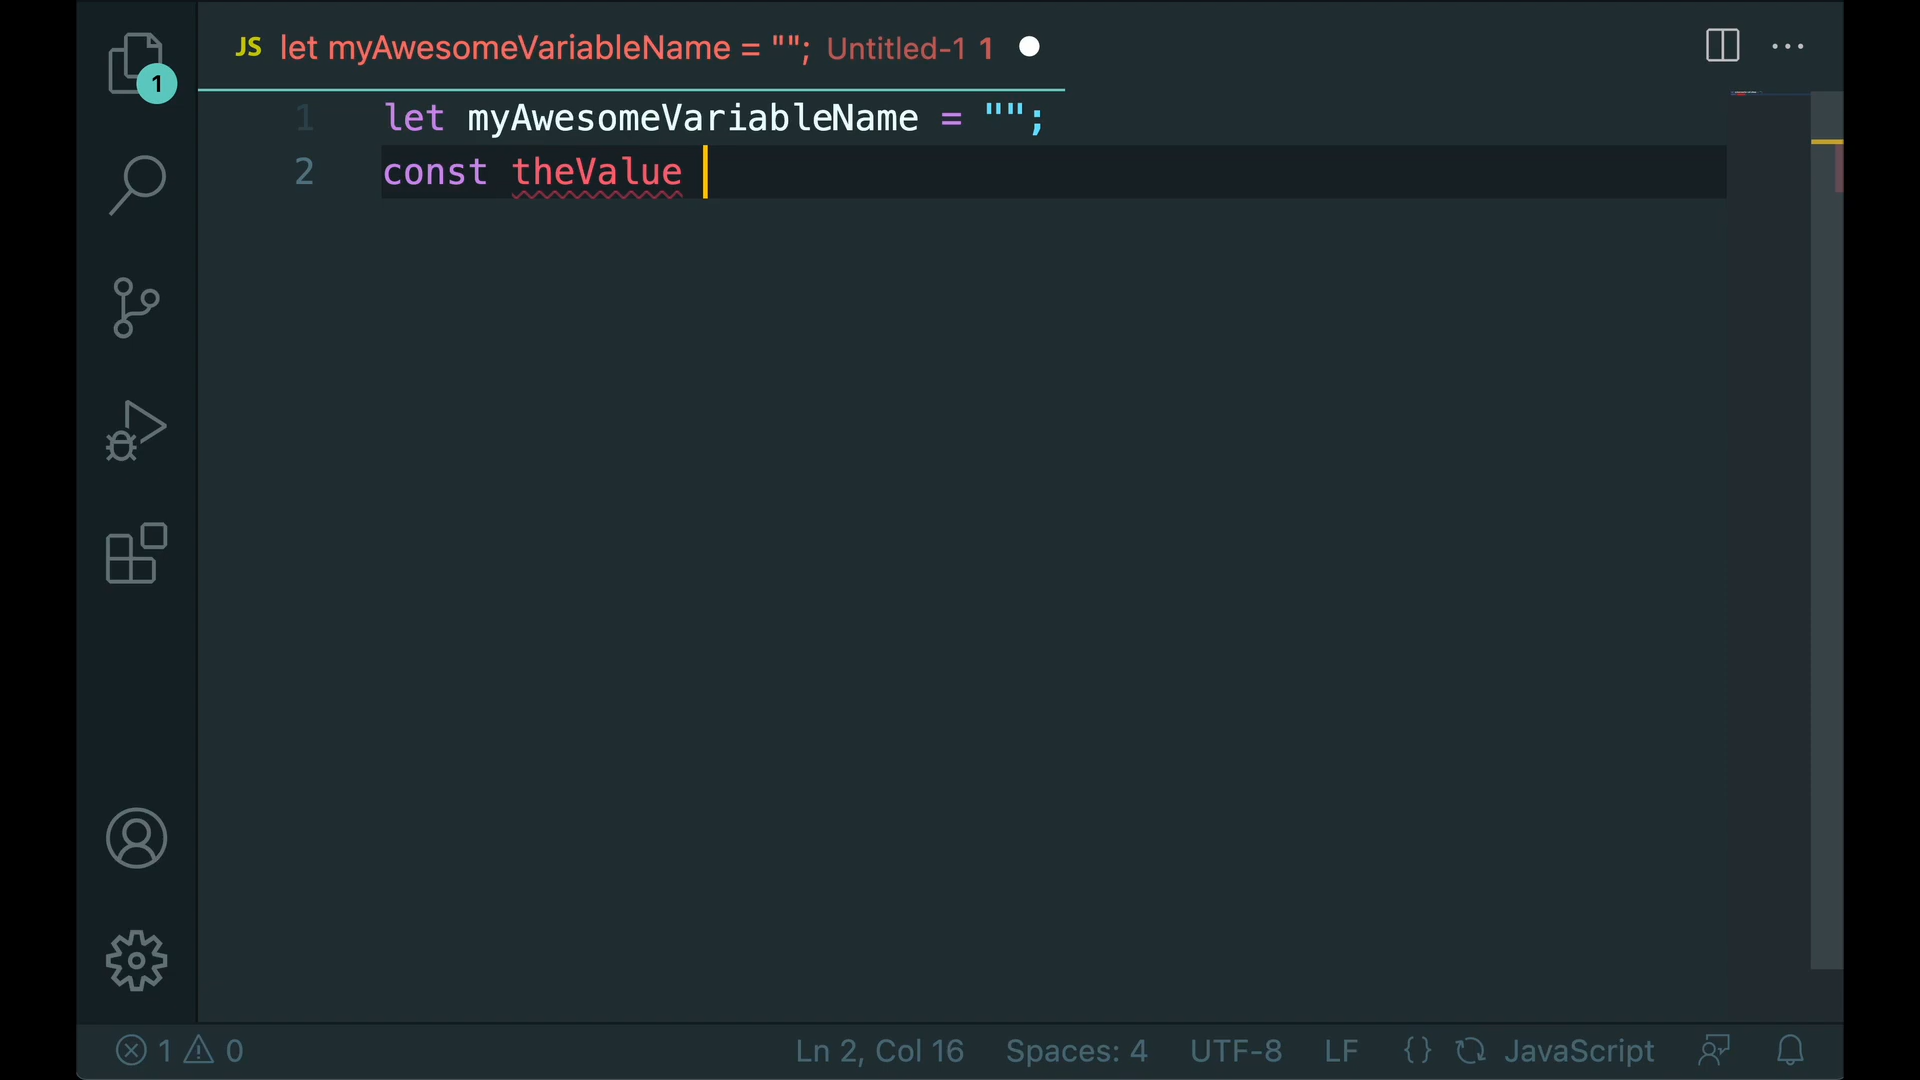 JS let myAwesomeVariableName = ""; Untitled-1 1
1
1 let myAwesomeVariableName = "";
2 const theValue
1 0 Ln 2, Col 16 Spaces: 4 UTF-8 LF {} JavaScript